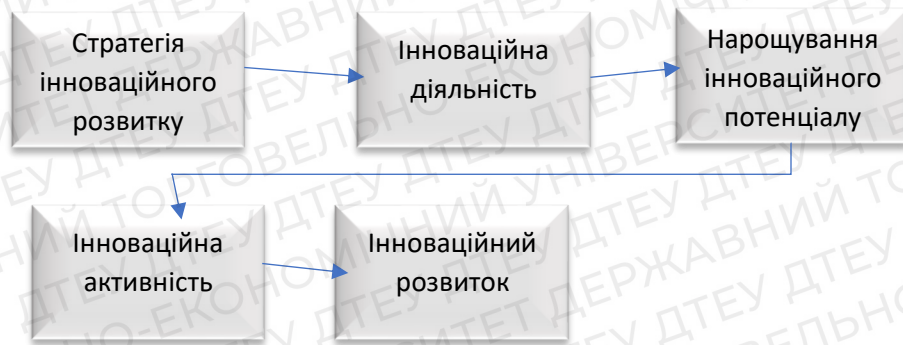 Стратегія
інноваційного
розвитку
Інноваційна
діяльність
Нарощування
інноваційного
потенціалу
Інноваційна
активність
Інноваційний
розвиток